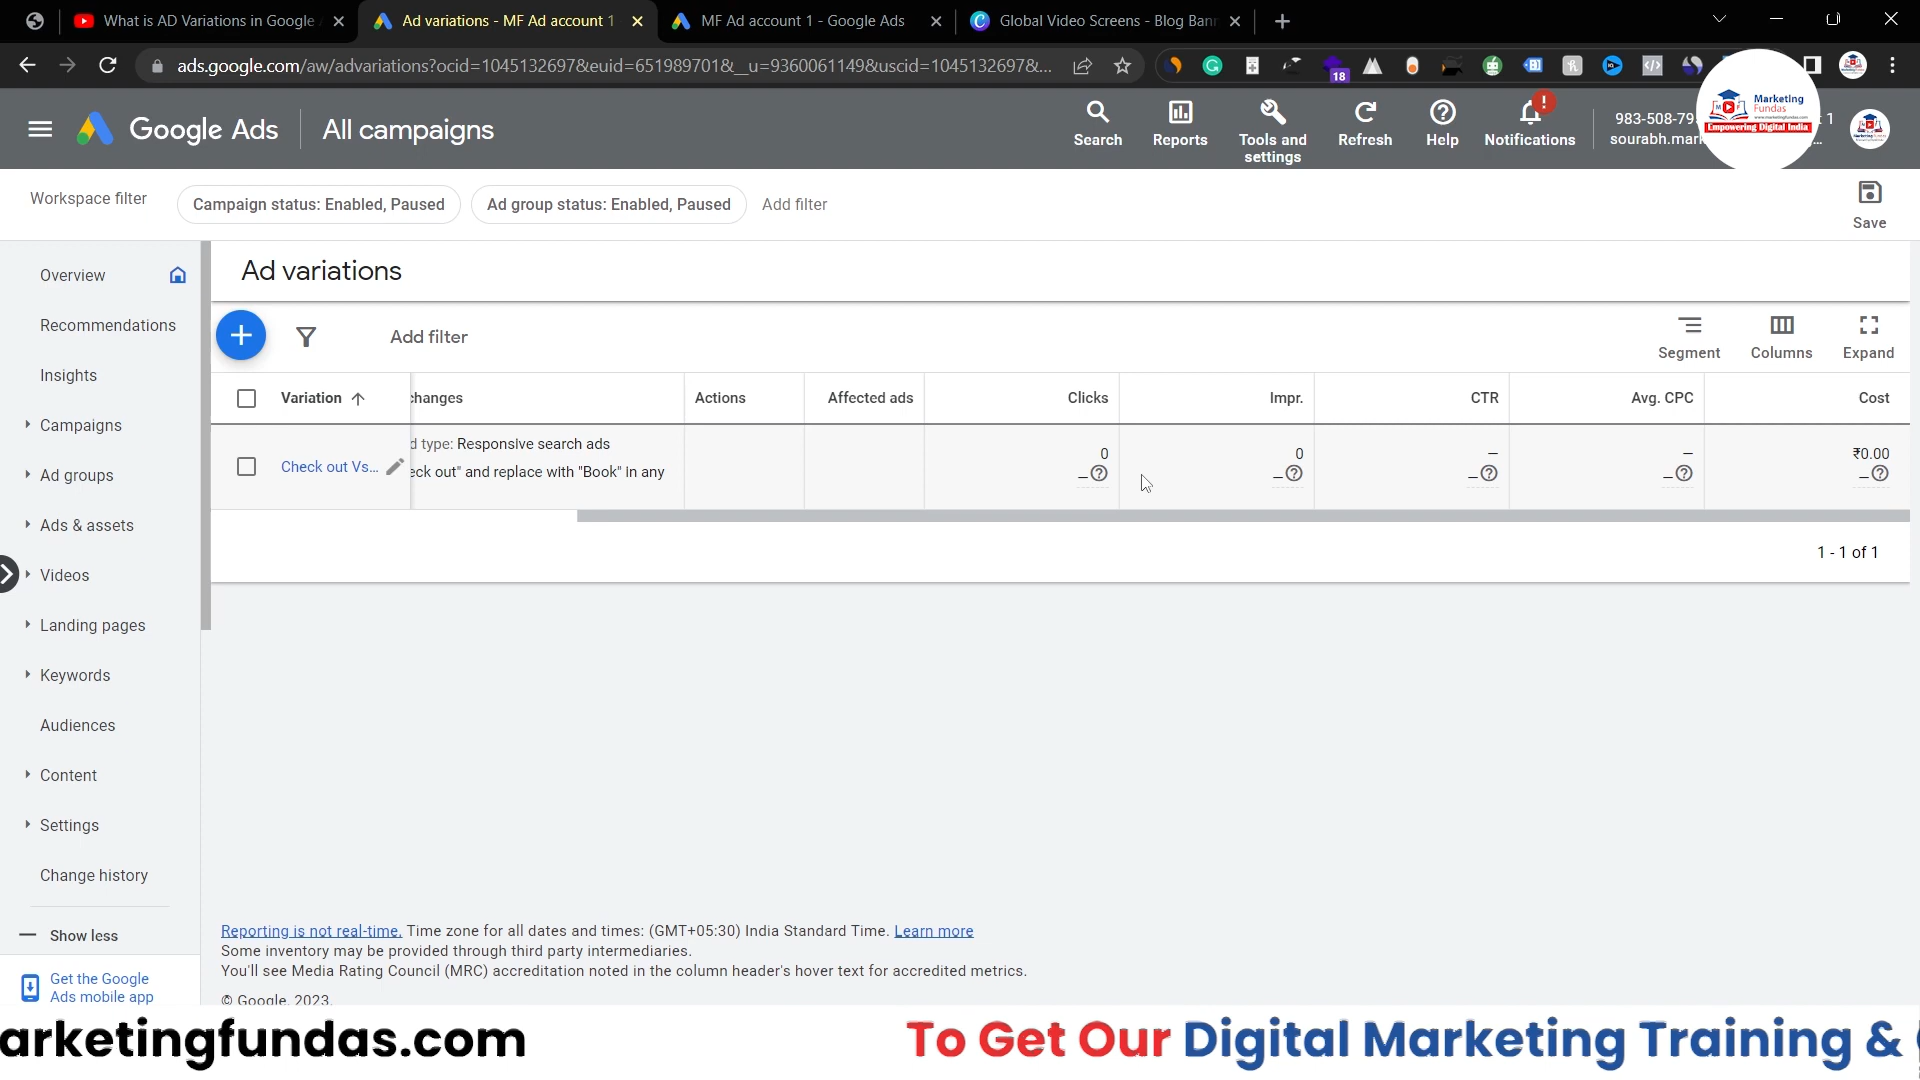 What is AD Variations in Google
Ad variations - MF Ad account 1
MF Ad account 1 - Google Ads
Global Video Screens - Blog Bann
ads.google.com/aw/advariations?ocid=1045132697&euid=651989701&__u=9360061149&uscid=1045132697&...
18
Google Ads
All campaigns
Search
Reports
Tools and settings
Refresh
Help
!
Notifications
983-508-79
1
sourabh.mark
...
Marketing
Fundas
www.marketingfundas.com
Empowering Digital India
Workspace filter
Campaign status: Enabled, Paused
Ad group status: Enabled, Paused
Add filter
Save
Overview
Recommendations
Insights
Campaigns
Ad groups
Ads & assets
Videos
Landing pages
Keywords
Audiences
Content
Settings
Change history
Show less
Get the Google
Ads mobile app
Ad variations
Add filter
Segment
Columns
Expand
Variation
changes
Actions
Affected ads
Clicks
Impr.
CTR
Avg. CPC
Cost
Check out Vs...
d type: Responsive search ads
eck out" and replace with "Book" in any
0
–
0
–
–
–
–
–
₹0.00
–
1 - 1 of 1
Reporting is not real-time. Time zone for all dates and times: (GMT+05:30) India Standard Time. Learn more
Some inventory may be provided through third party intermediaries.
You'll see Media Rating Council (MRC) accreditation noted in the column header's hover text for accredited metrics.
© Google, 2023.
arketingfundas.com
To Get Our Digital Marketing Training &